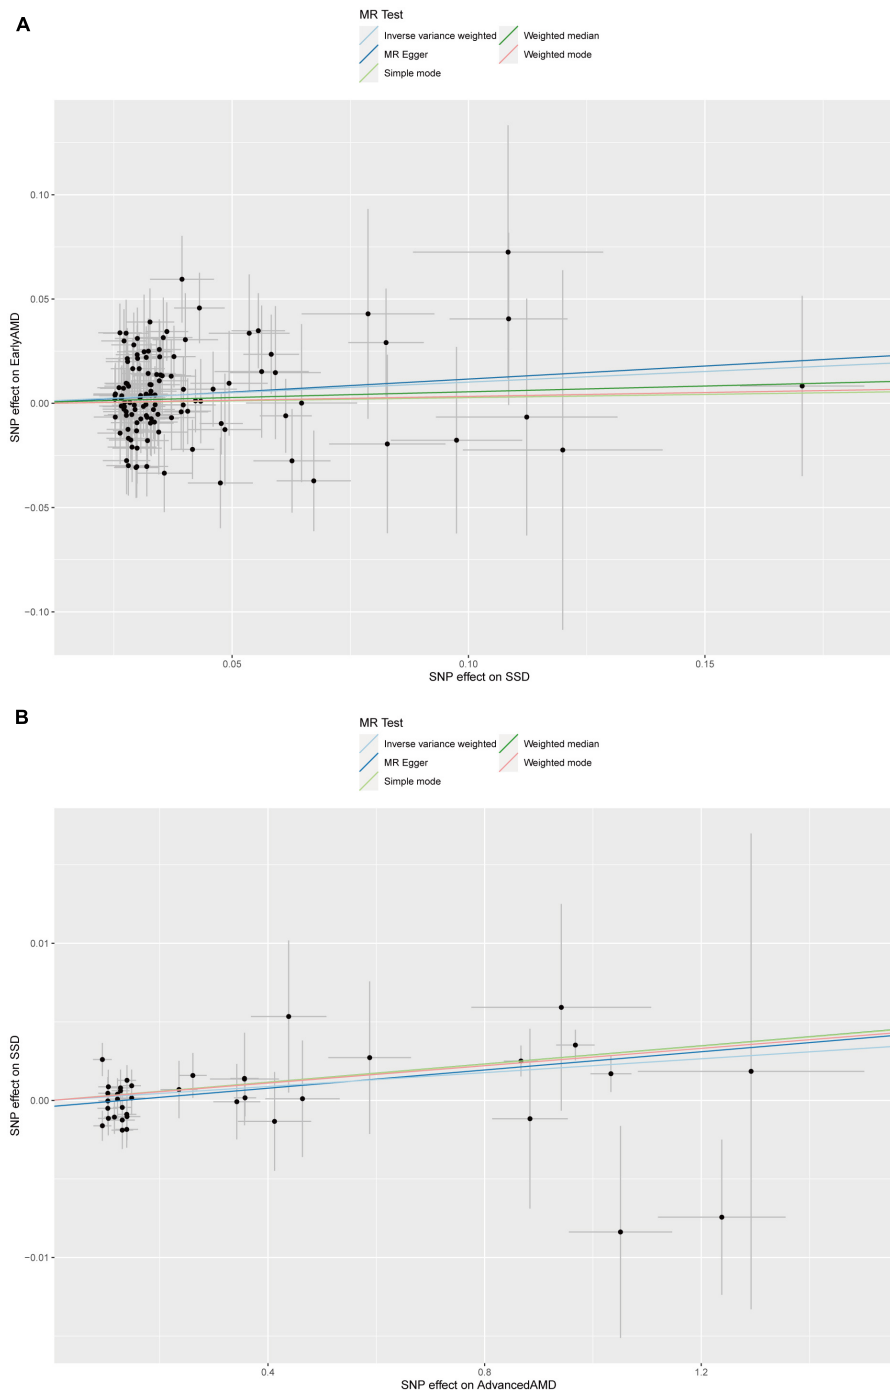 A
MR Test
Inverse variance weighted
Weighted median
MR Egger
Weighted mode
Simple mode
0.10
0.05
0.00
−0.05
−0.10
SNP effect on EarlyAMD
0.05
0.10
0.15
SNP effect on SSD
B
MR Test
Inverse variance weighted
Weighted median
MR Egger
Weighted mode
Simple mode
0.01
0.00
−0.01
SNP effect on SSD
0.4
0.8
1.2
SNP effect on AdvancedAMD